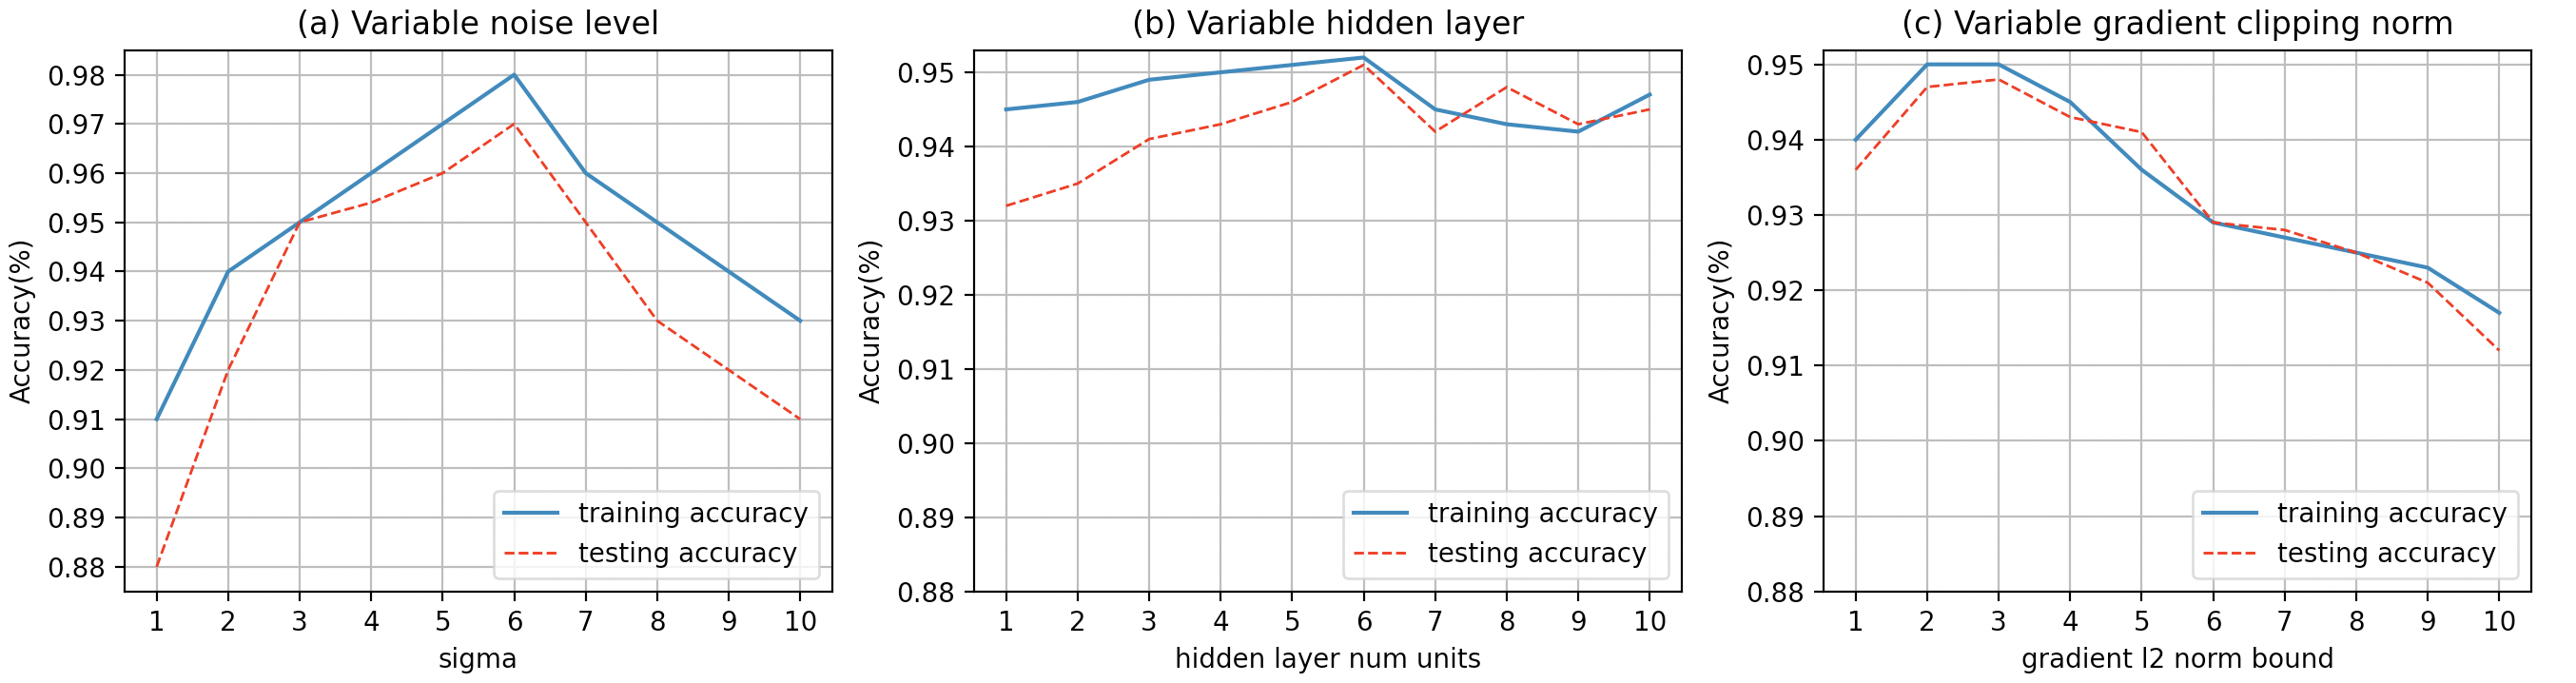 (a) Variable noise level
Accuracy(%)
0.98
0.97
0.96
0.95
0.94
0.93
0.92
0.91
0.90
0.89
0.88
training accuracy
testing accuracy
1 2 3 4 5 6 7 8 9 10
sigma
(b) Variable hidden layer
Accuracy(%)
0.95
0.94
0.93
0.92
0.91
0.90
0.89
0.88
training accuracy
testing accuracy
1 2 3 4 5 6 7 8 9 10
hidden layer num units
(c) Variable gradient clipping norm
Accuracy(%)
0.95
0.94
0.93
0.92
0.91
0.90
0.89
0.88
training accuracy
testing accuracy
1 2 3 4 5 6 7 8 9 10
gradient l2 norm bound